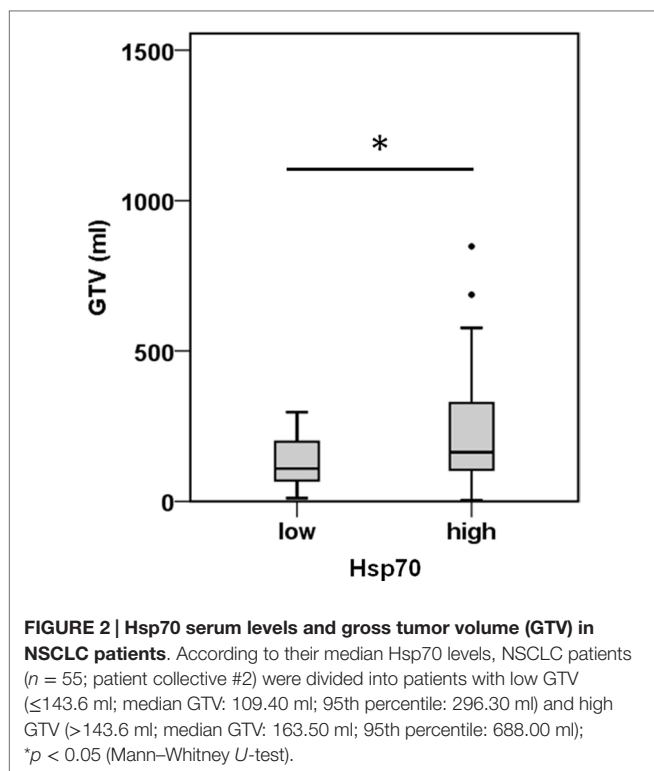 1500
*
1000
GTV (ml)
500
0
low high
Hsp70
FIGURE 2 | Hsp70 serum levels and gross tumor volume (GTV) in
NSCLC patients. According to their median Hsp70 levels, NSCLC patients
(n = 55; patient collective #2) were divided into patients with low GTV
(≤143.6 ml; median GTV: 109.40 ml; 95th percentile: 296.30 ml) and high
GTV (>143.6 ml; median GTV: 163.50 ml; 95th percentile: 688.00 ml);
*p < 0.05 (Mann–Whitney U-test).